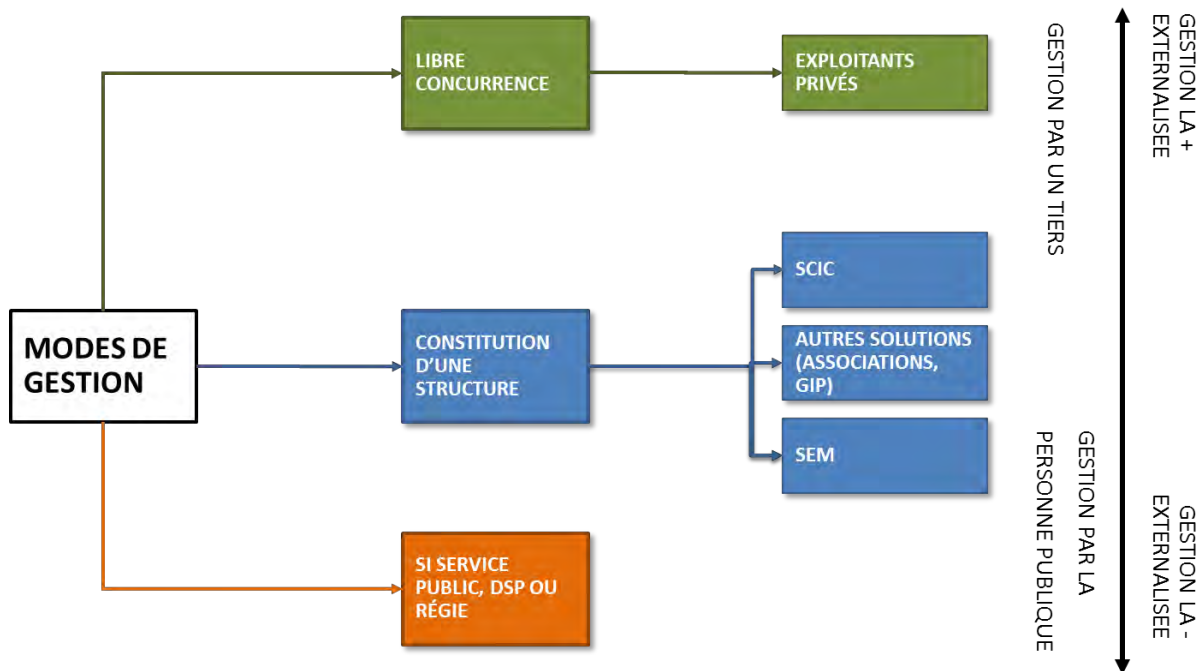 LIBRE
CONCURRENCE
EXPLOITANTS
PRIVÉS
MODES DE
GESTION
CONSTITUTION
D'UNE
STRUCTURE
SCIC
AUTRES SOLUTIONS
(ASSOCIATIONS,
GIP)
SEM
SI SERVICE
PUBLIC, DSP OU
RÉGIE
GESTION PAR UN TIERS
GESTION PAR LA
PERSONNE PUBLIQUE
GESTION LA +
EXTERNALISEE
GESTION LA -
EXTERNALISEE